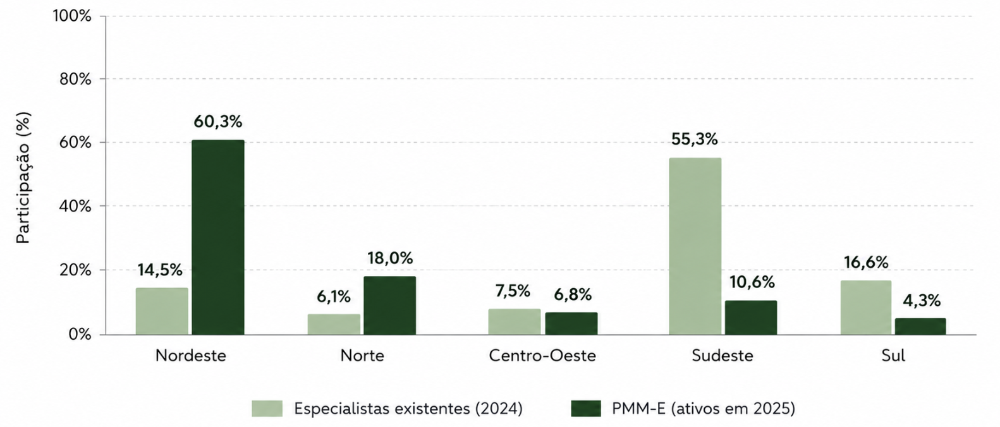 100%
80%
60%
40%
20%
0%
Participação (%)
14,5%
60,3%
6,1%
18,0%
7,5%
6,8%
55,3%
10,6%
16,6%
4,3%
Nordeste
Norte
Centro-Oeste
Sudeste
Sul
Especialistas existentes (2024)
PMM-E (ativos em 2025)